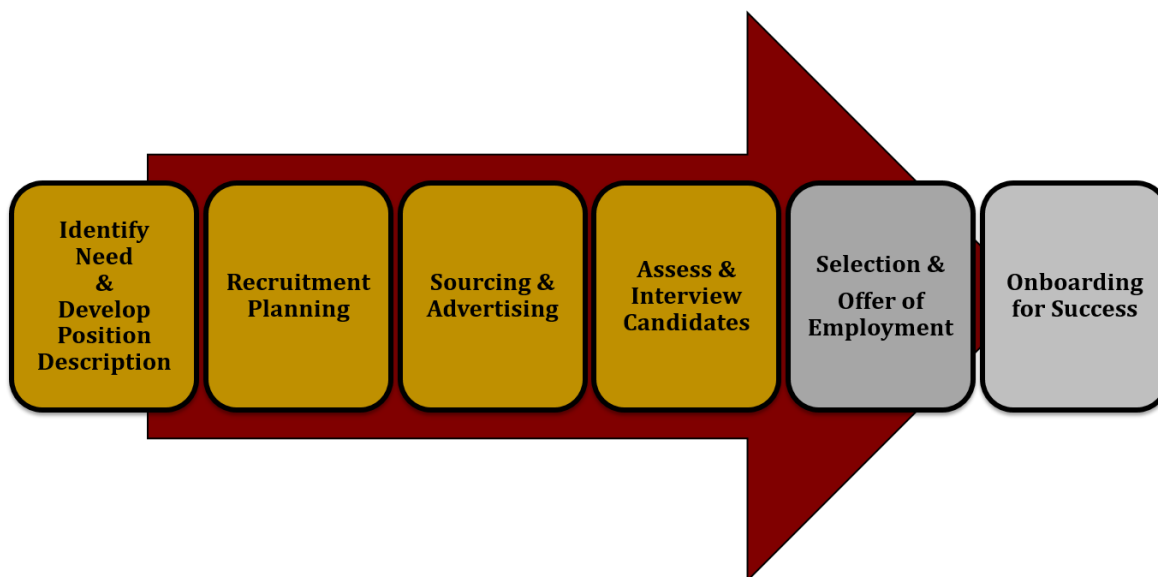 Identify
Need
&
Develop
Position
Description
Recruitment
Planning
Sourcing &
Advertising
Assess &
Interview
Candidates
Selection &
Offer of
Employment
Onboarding
for Success